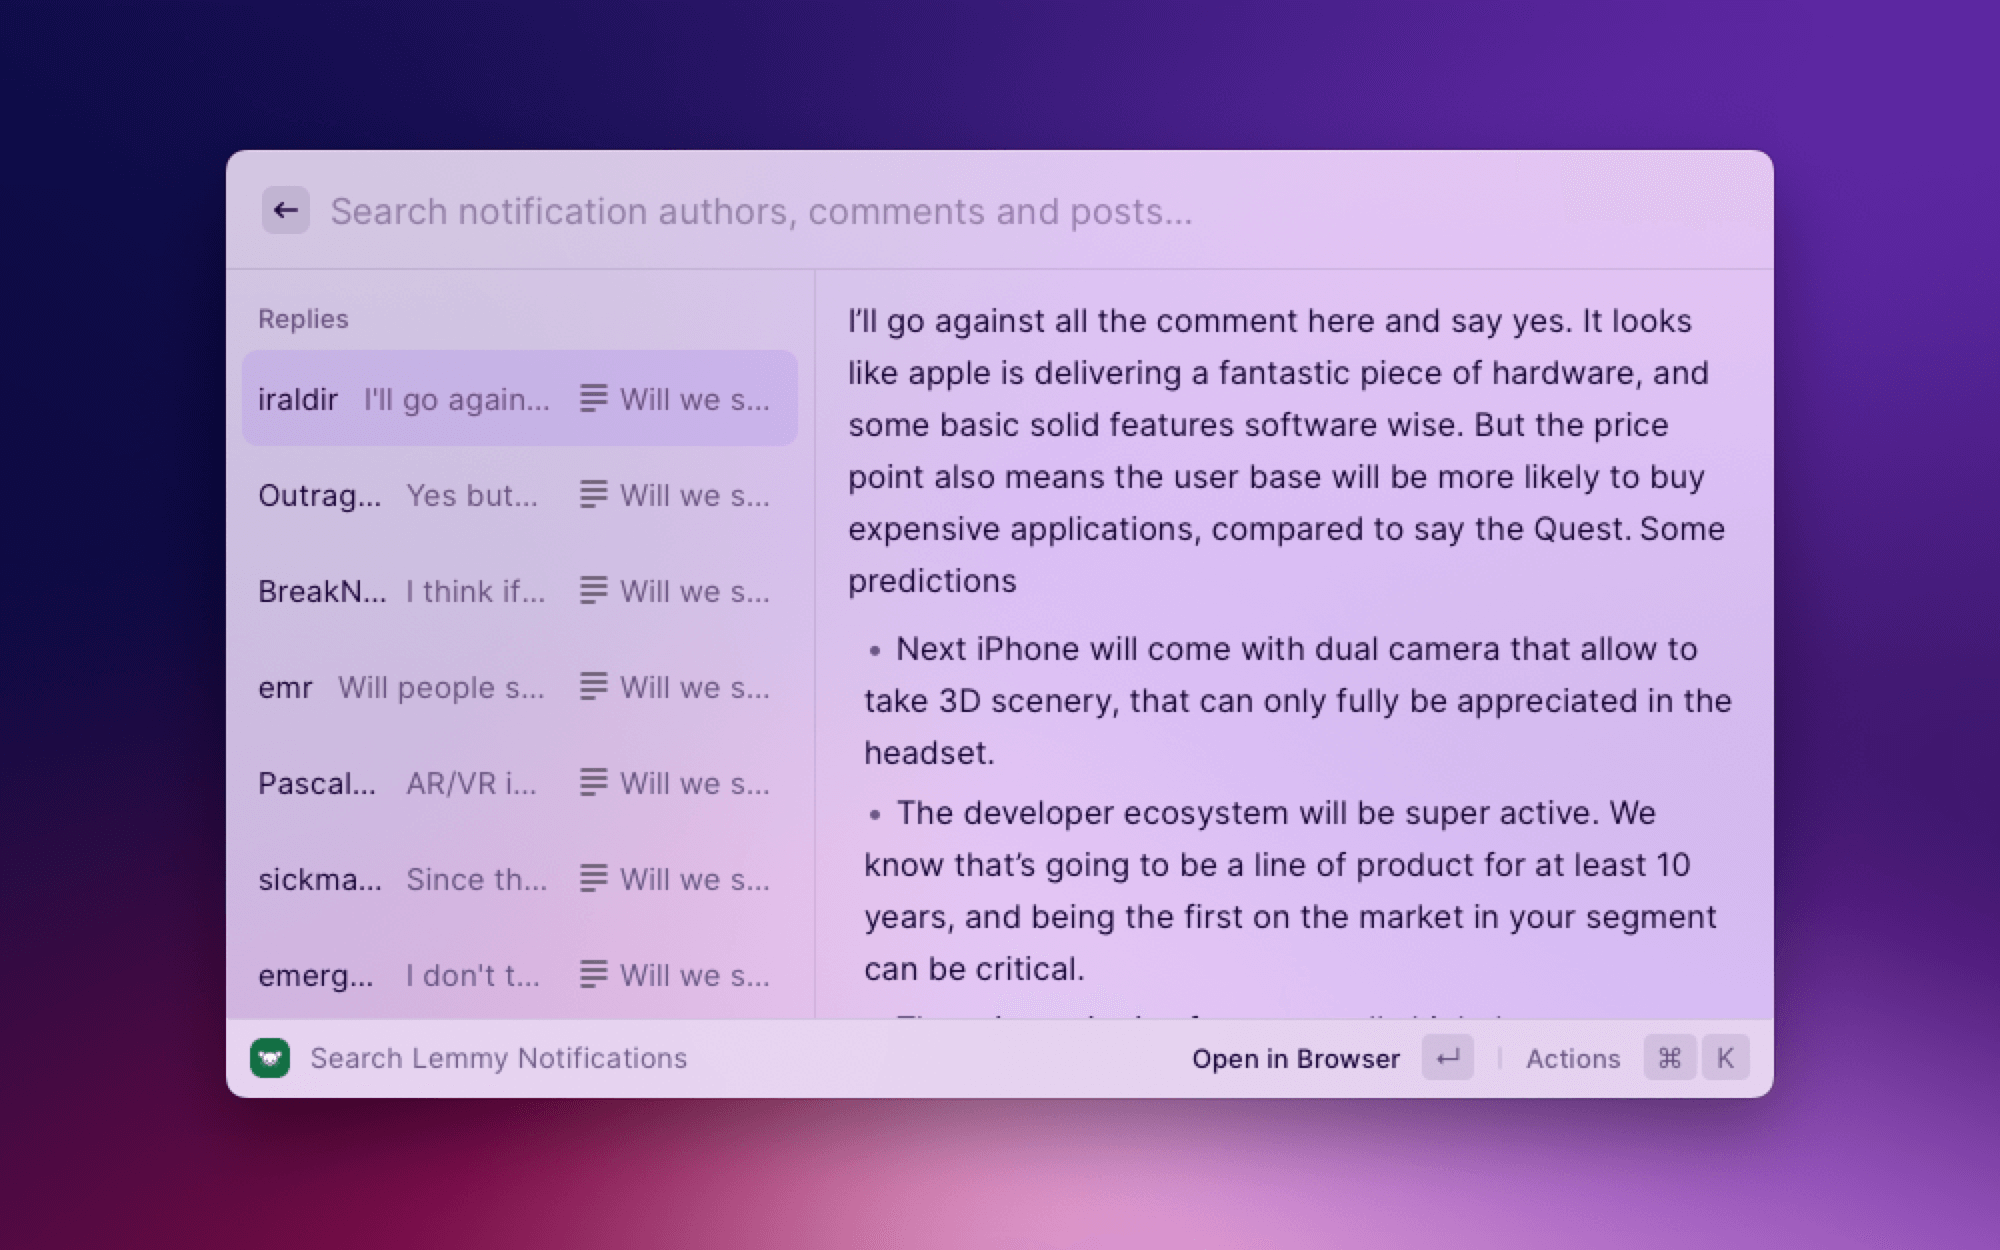 Search notification authors, comments and posts...
Replies
iraldir I'll go again... Will we s...
Outrag... Yes but... Will we s...
BreakN... I think if... Will we s...
emr Will people s... Will we s...
Pascal... AR/VR i... Will we s...
sickma... Since th... Will we s...
emerg... I don't t... Will we s...
I’ll go against all the comment here and say yes. It looks
like apple is delivering a fantastic piece of hardware, and
some basic solid features software wise. But the price
point also means the user base will be more likely to buy
expensive applications, compared to say the Quest. Some
predictions
• Next iPhone will come with dual camera that allow to
take 3D scenery, that can only fully be appreciated in the
headset.
• The developer ecosystem will be super active. We
know that’s going to be a line of product for at least 10
years, and being the first on the market in your segment
can be critical.
Search Lemmy Notifications
Open in Browser ↵ Actions ⌘ K